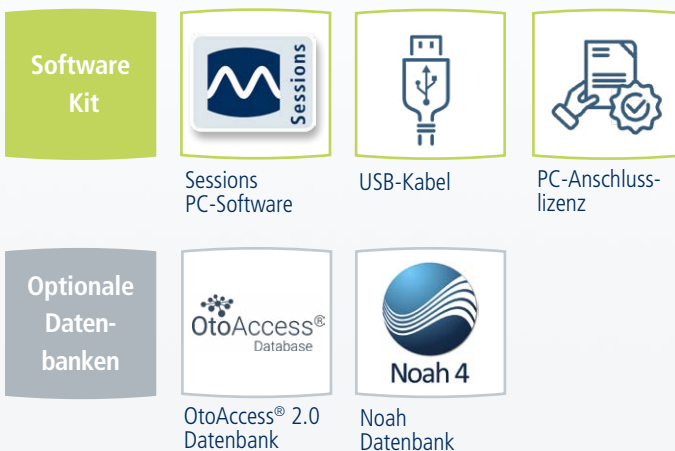 Software
Kit
Sessions
Sessions
PC-Software
USB-Kabel
PC-Anschluss-
lizenz
Optionale
Daten-
banken
OtoAccess®
Database
Noah 4
OtoAccess® 2.0
Datenbank
Noah
Datenbank